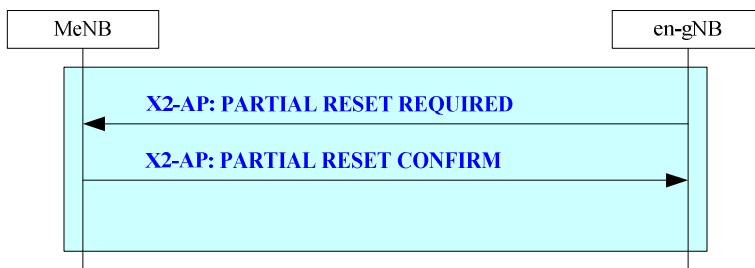 MeNB
en-gNB
X2-AP: PARTIAL RESET REQUIRED
X2-AP: PARTIAL RESET CONFIRM